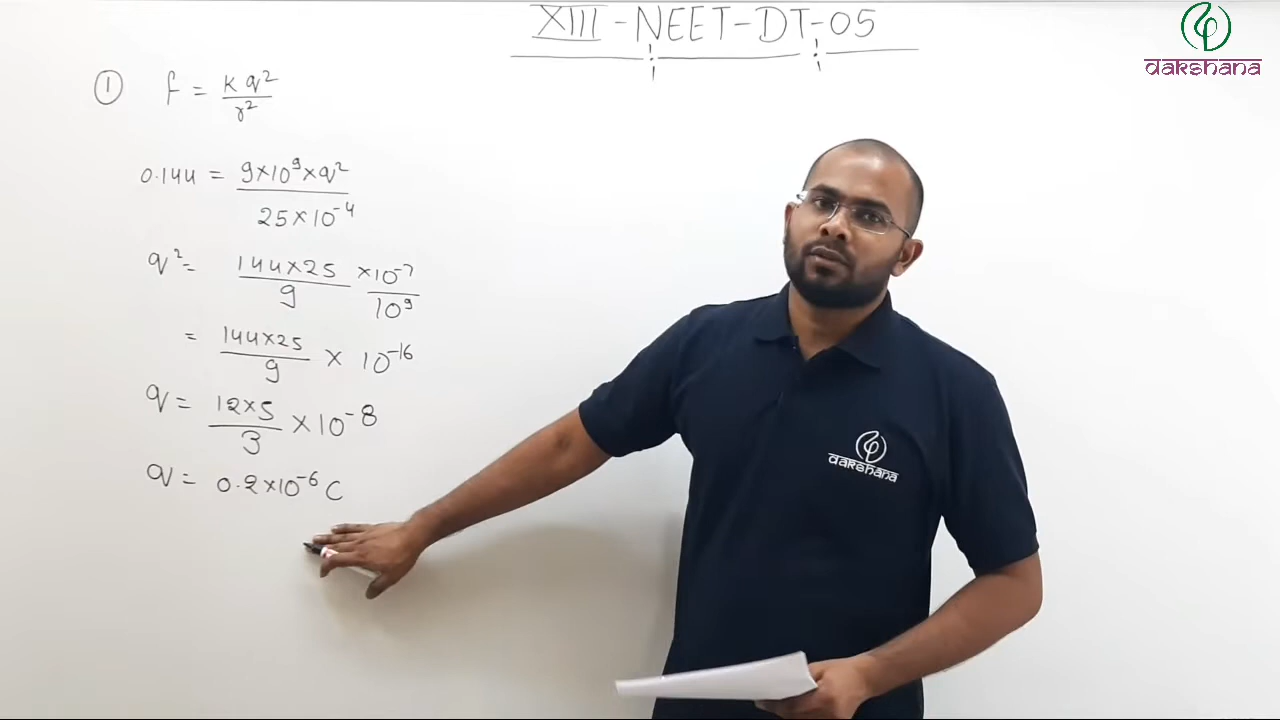 XIII - NEET - DT - 05
dakshana
① F = Kq²/r²
0.144 = 9×10⁹×q²/25×10⁻⁴
q² = 144×25/9 × 10⁻⁷/10⁹
= 144×25/9 × 10⁻¹⁶
q = 12×5/3 × 10⁻⁸
q = 0.2×10⁻⁶ C
dakshana